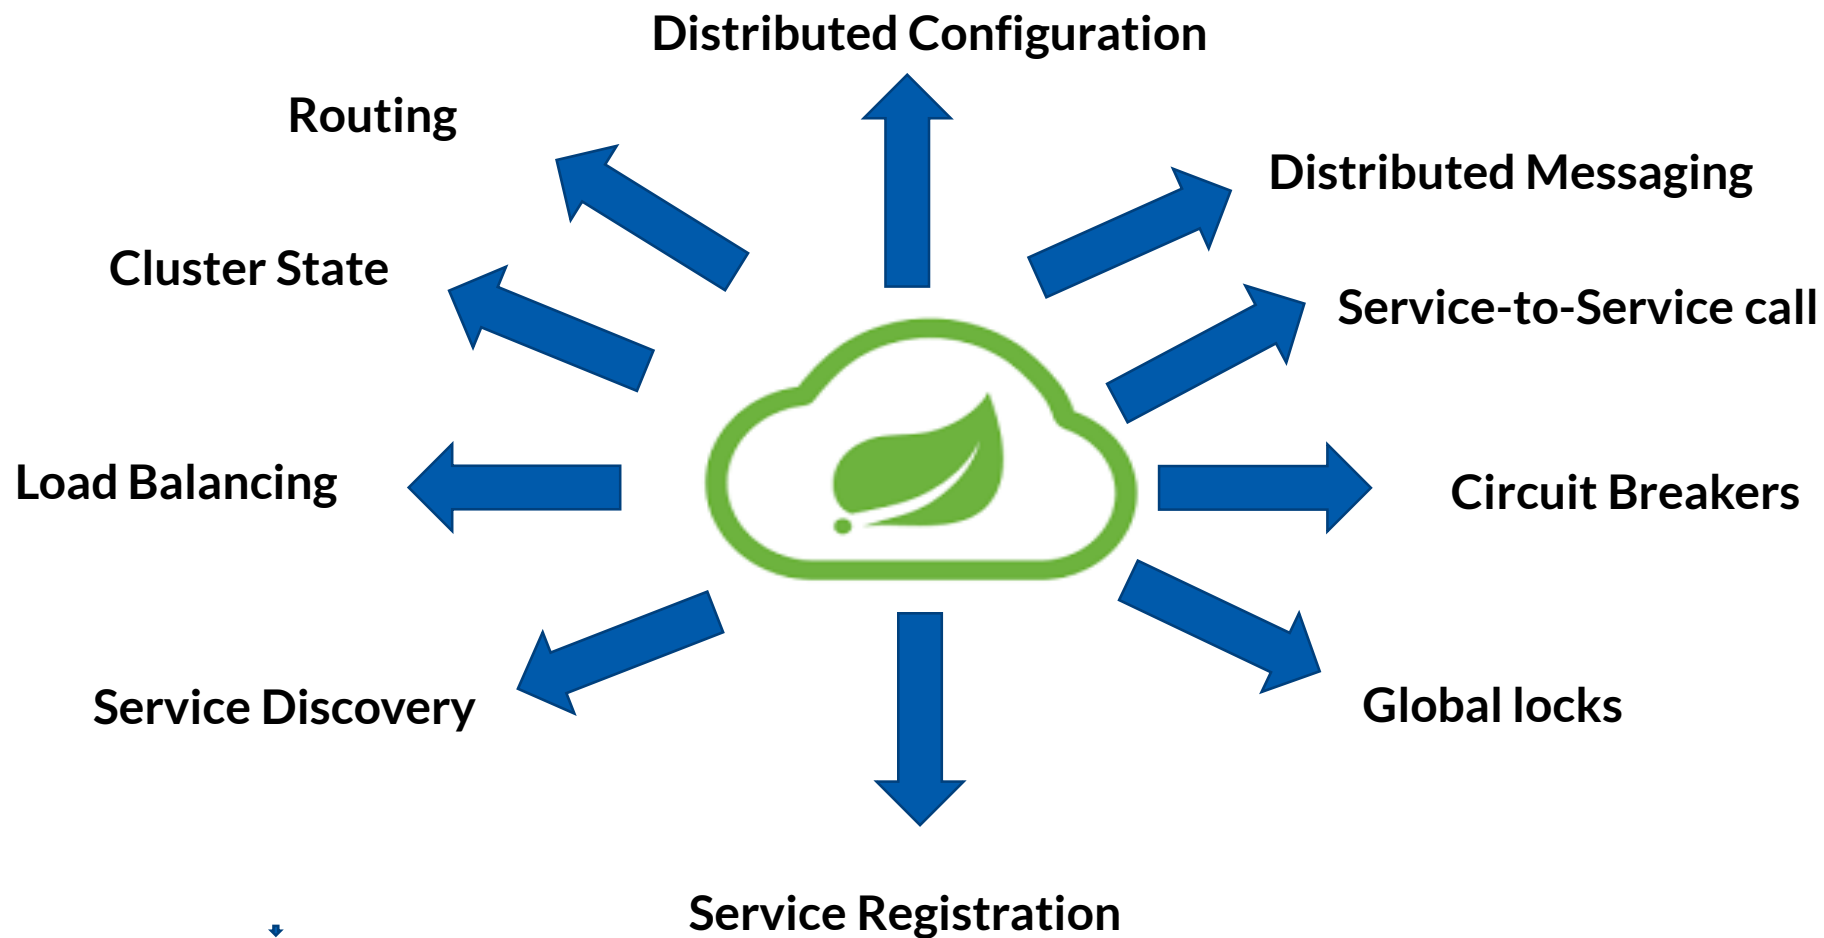 Distributed Configuration
Routing
Distributed Messaging
Cluster State
Service-to-Service call
Load Balancing
Circuit Breakers
Service Discovery
Global locks
Service Registration